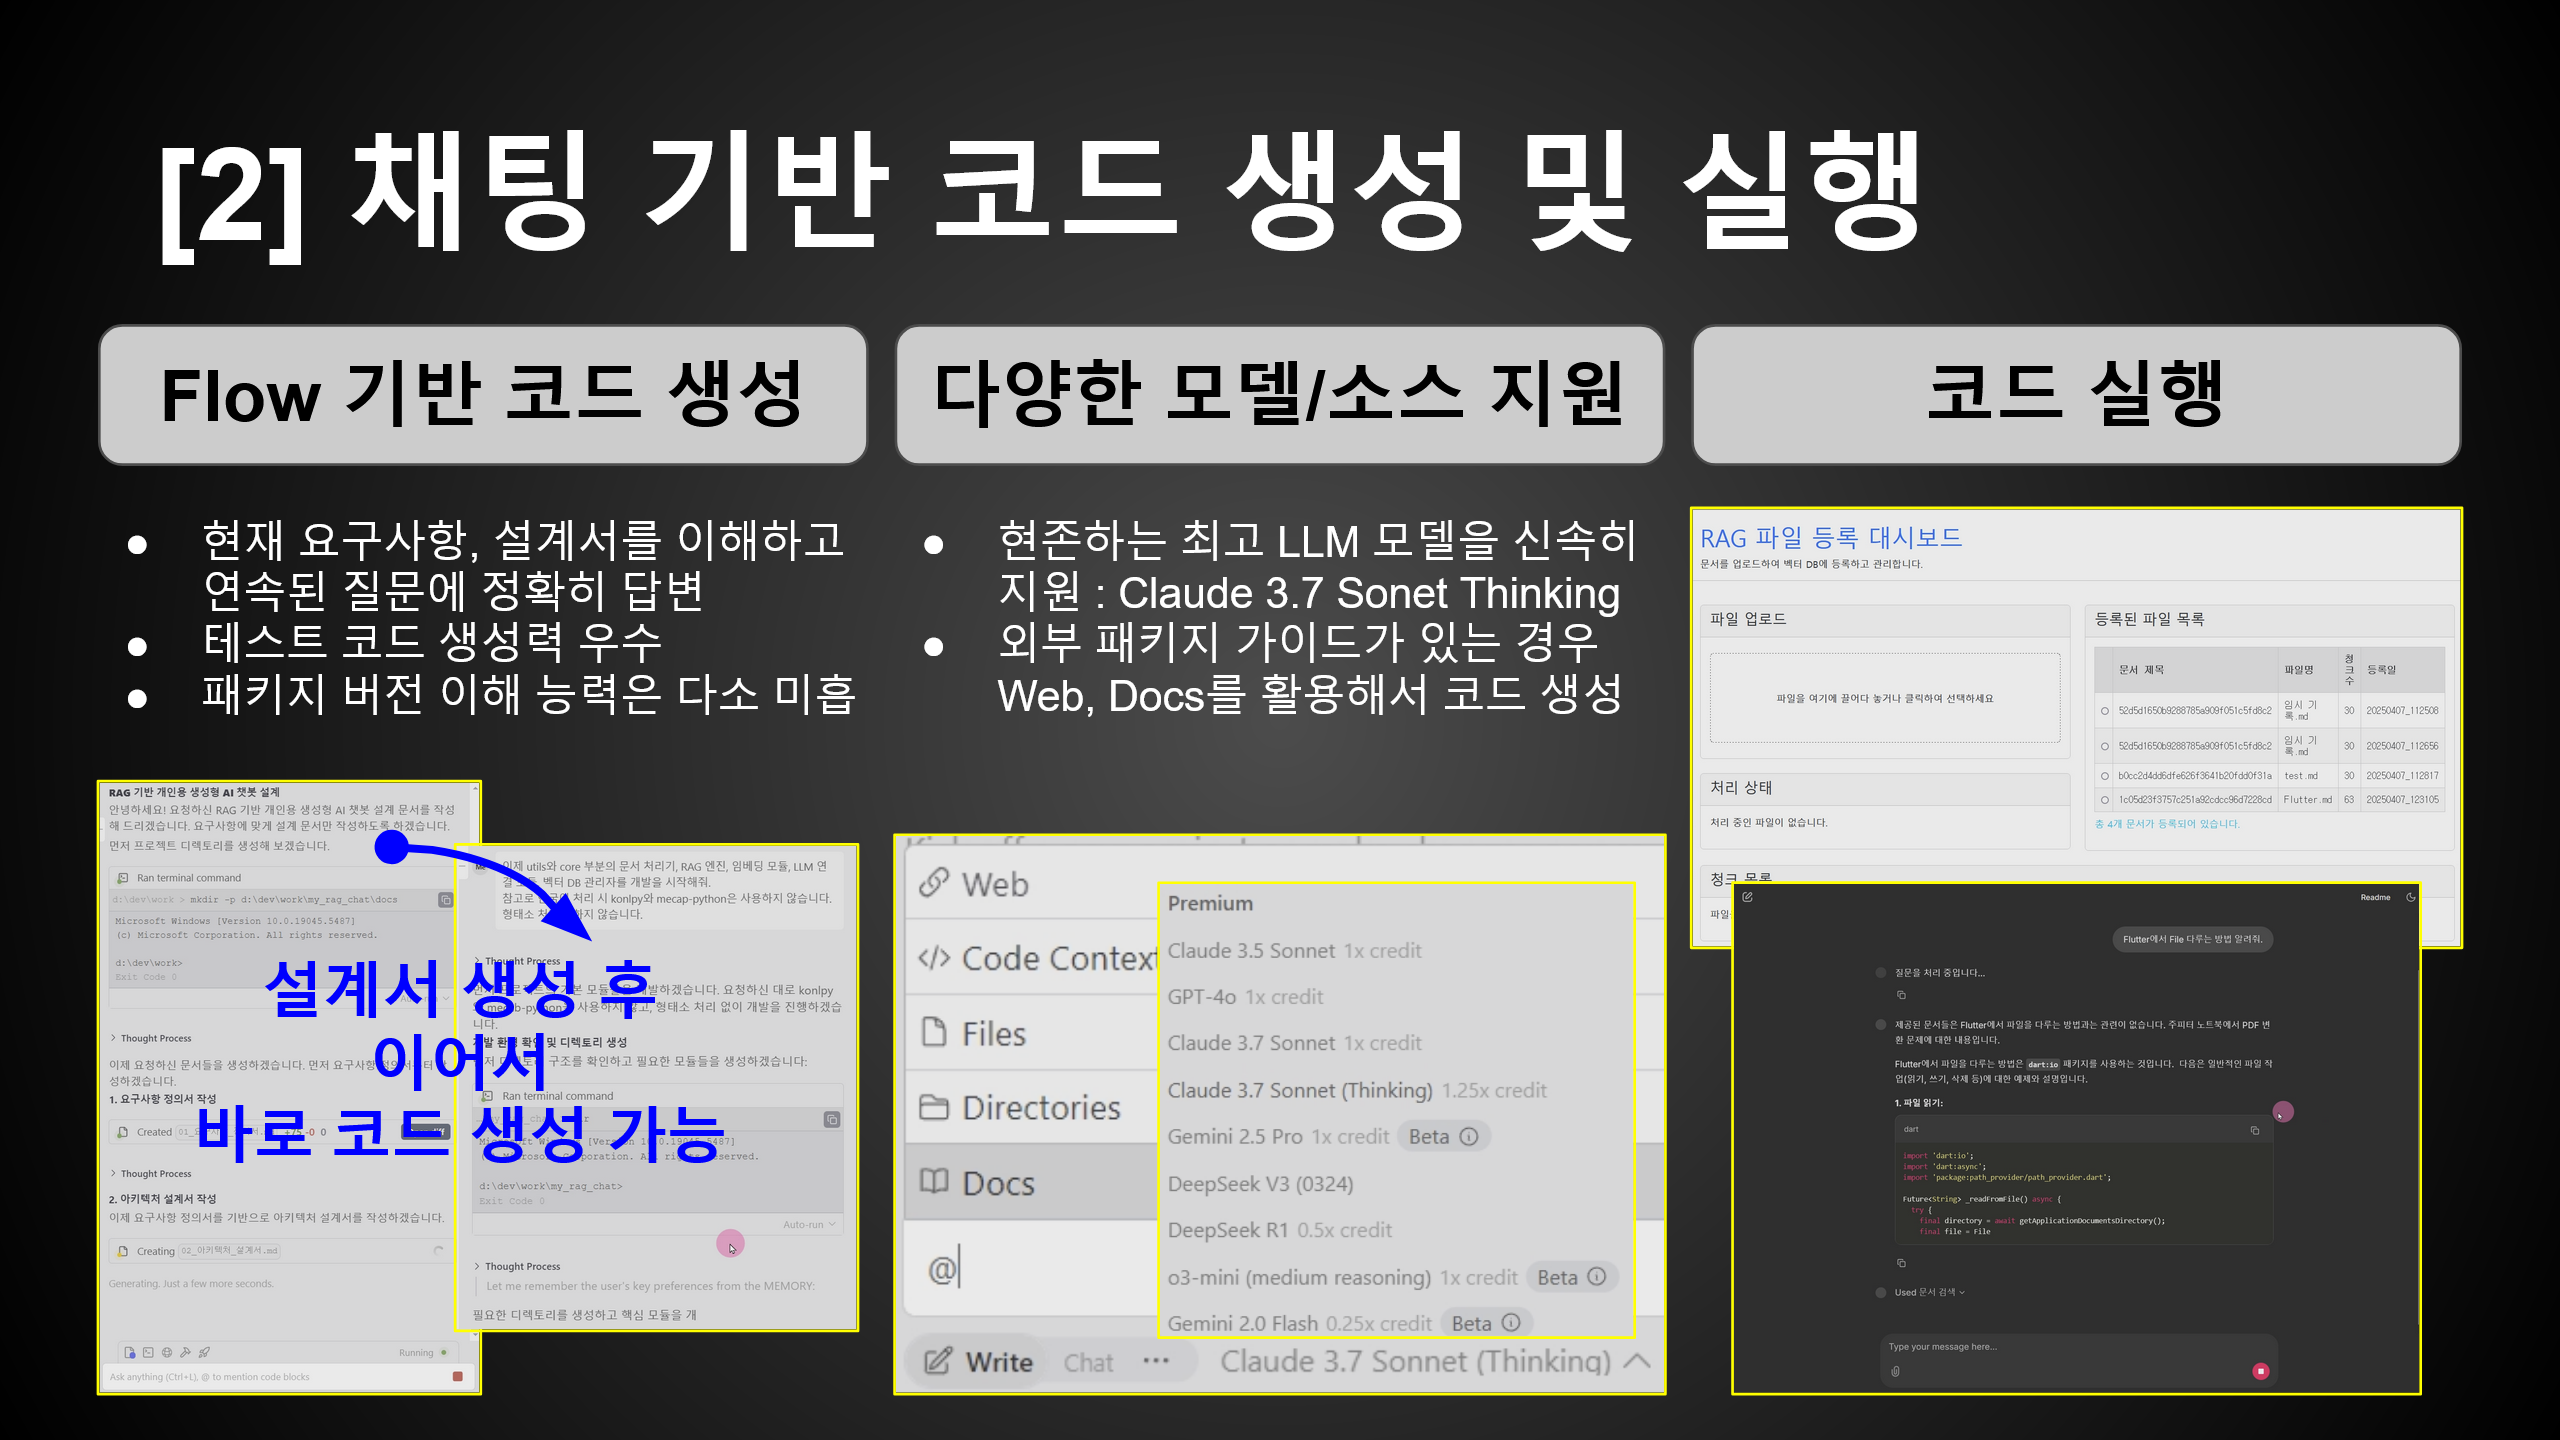 [2] 채팅 기반 코드 생성 및 실행
Flow 기반 코드 생성
● 현재 요구사항, 설계서를 이해하고
연속된 질문에 정확히 답변
● 테스트 코드 생성력 우수
● 패키지 버전 이해 능력은 다소 미흡
RAG 기반 개인용 생성형 AI 챗봇 설계
안녕하세요! 요청하신 RAG 기반 개인용 생성형 AI 챗봇 설계 문서를 작성
해 드리겠습니다. 요구사항에 맞게 설계 문서만 작성하도록 하겠습니다.
먼저 프로젝트 디렉토리를 생성해 보겠습니다.
Ran terminal command
d:\dev\work > mkdir -p d:\dev\work\my_rag_chat\docs
Microsoft Windows [Version 10.0.19045.5487]
(c) Microsoft Corporation. All rights reserved.
d:\dev\work>
Exit Code 0
Thought Process
이제 요청하신 문서들을 생성하겠습니다. 먼저 요구사항
성하겠습니다.
1. 요구사항 정의서 작성
Created
+75 -0 0
Thought Process
2. 아키텍처 설계서 작성
이제 요구사항 정의서를 기반으로 아키텍처 설계서를 작성하겠습니다.
Creating 02_아키텍처_설계서.md
Generating. Just a few more seconds.
Running
Ask anything (Ctrl+L), @ to mention code blocks
설계서 생성 후
이어서
바로 코드 생성 가능
이제 utils와 core 부분의 문서 처리기, RAG 엔진, 임베딩 모듈, LLM 연
벡터 DB 관리자를 개발을 시작해줘.
참고로 처리 시 konlpy와 mecap-python은 사용하지 않습니다.
형태소 하지 않습니다.
Thought Process
개발하겠습니다. 요청하신 대로 konlpy
사용하지 않고, 형태소 처리 없이 개발을 진행하겠습
니다.
및 디렉토리 생성
구조를 확인하고 필요한 모듈들을 생성하겠습니다:
Ran terminal command
d:\dev\work\my_rag_chat>
Exit Code 0
Auto-run
Thought Process
Let me remember the user's key preferences from the MEMORY:
필요한 디렉토리를 생성하고 핵심 모듈을 개
다양한 모델/소스 지원
● 현존하는 최고 LLM 모델을 신속히
지원 : Claude 3.7 Sonet Thinking
● 외부 패키지 가이드가 있는 경우
Web, Docs를 활용해서 코드 생성
Web
Code Context
Files
Directories
Docs
@
Write Chat ••• Claude 3.7 Sonnet (Thinking)
Premium
Claude 3.5 Sonnet 1x credit
GPT-4o 1x credit
Claude 3.7 Sonnet 1x credit
Claude 3.7 Sonnet (Thinking) 1.25x credit
Gemini 2.5 Pro 1x credit Beta
DeepSeek V3 (0324)
DeepSeek R1 0.5x credit
o3-mini (medium reasoning) 1x credit Beta
Gemini 2.0 Flash 0.25x credit Beta
코드 실행
RAG 파일 등록 대시보드
문서를 업로드하여 벡터 DB에 등록하고 관리합니다.
파일 업로드
파일을 여기에 끌어다 놓거나 클릭하여 선택하세요
처리 상태
처리 중인 파일이 없습니다.
청크 목록
등록된 파일 목록
문서 제목 파일명 청크수 등록일
52d5d1650b9288785a909f051c5fd8c2 임시 기록.md 30 20250407_112508
52d5d1650b9288785a909f051c5fd8c2 임시 기록.md 30 20250407_112656
b0cc2d4dd6dfe626f3641b20fdd0f31a test.md 30 20250407_112817
1c05d23f3757c251a92cdcc96d7228cd Flutter.md 63 20250407_123105
총 4개 문서가 등록되어 있습니다.
Readme
Flutter에서 File 다루는 방법 알려줘.
질문을 처리 중입니다...
제공된 문서들은 Flutter에서 파일을 다루는 방법과는 관련이 없습니다. 주피터 노트북에서 PDF 변
환 문제에 대한 내용입니다.
Flutter에서 파일을 다루는 방법은 dart:io 패키지를 사용하는 것입니다. 다음은 일반적인 파일 작
업(읽기, 쓰기, 삭제 등)에 대한 예제와 설명입니다.
1. 파일 읽기:
dart
import 'dart:io';
import 'dart:async';
import 'package:path_provider/path_provider.dart';
Future<String> _readFromFile() async {
try {
final directory = await getApplicationDocumentsDirectory();
final file = File
Used 문서 검색
Type your message here...